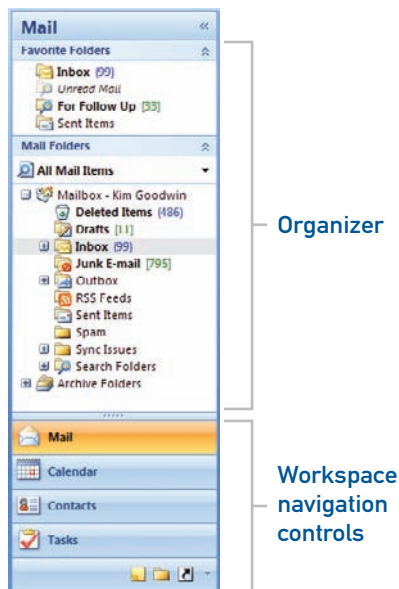 Mail «
Favorite Folders
Inbox (99)
Unread Mail
For Follow Up [33]
Sent Items
Mail Folders
All Mail Items
Mailbox - Kim Goodwin
Deleted Items (486)
Drafts [11]
Inbox (99)
Junk E-mail [795]
Outbox
RSS Feeds
Sent Items
Spam
Sync Issues
Search Folders
Archive Folders
Organizer
Mail
Calendar
Contacts
Tasks
Workspace
navigation
controls